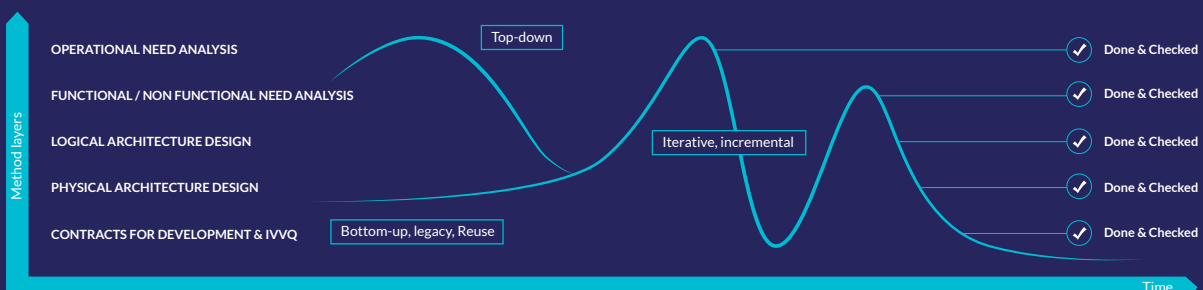 Method layers
OPERATIONAL NEED ANALYSIS
FUNCTIONAL / NON FUNCTIONAL NEED ANALYSIS
LOGICAL ARCHITECTURE DESIGN
PHYSICAL ARCHITECTURE DESIGN
CONTRACTS FOR DEVELOPMENT & IVVQ
Top-down
Bottom-up, legacy, Reuse
Iterative, incremental
Done & Checked
Done & Checked
Done & Checked
Done & Checked
Done & Checked
Time